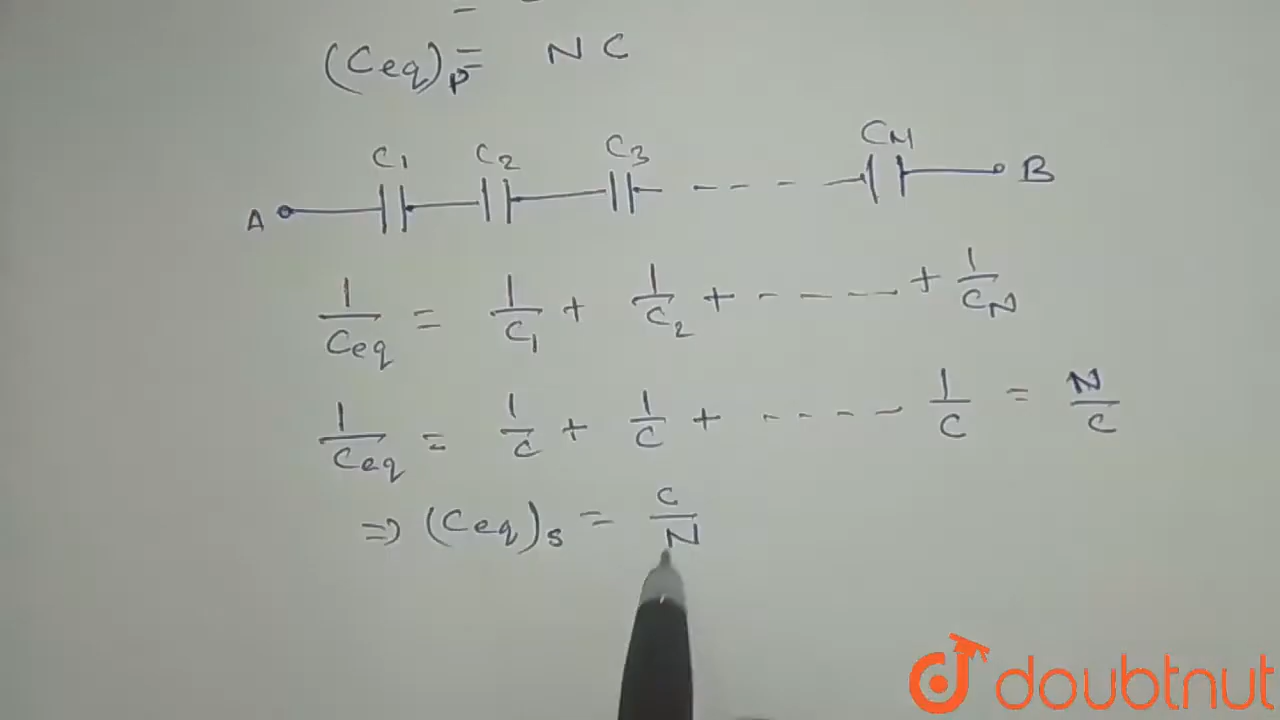 (Ceq)p = NC
C1 C2 C3 CN
A - - - B
1/Ceq = 1/C1 + 1/C2 + - - - - - + 1/CN
1/Ceq = 1/C + 1/C + - - - - - 1/C = N/C
⇒ (Ceq)s = C/N
doubtnut